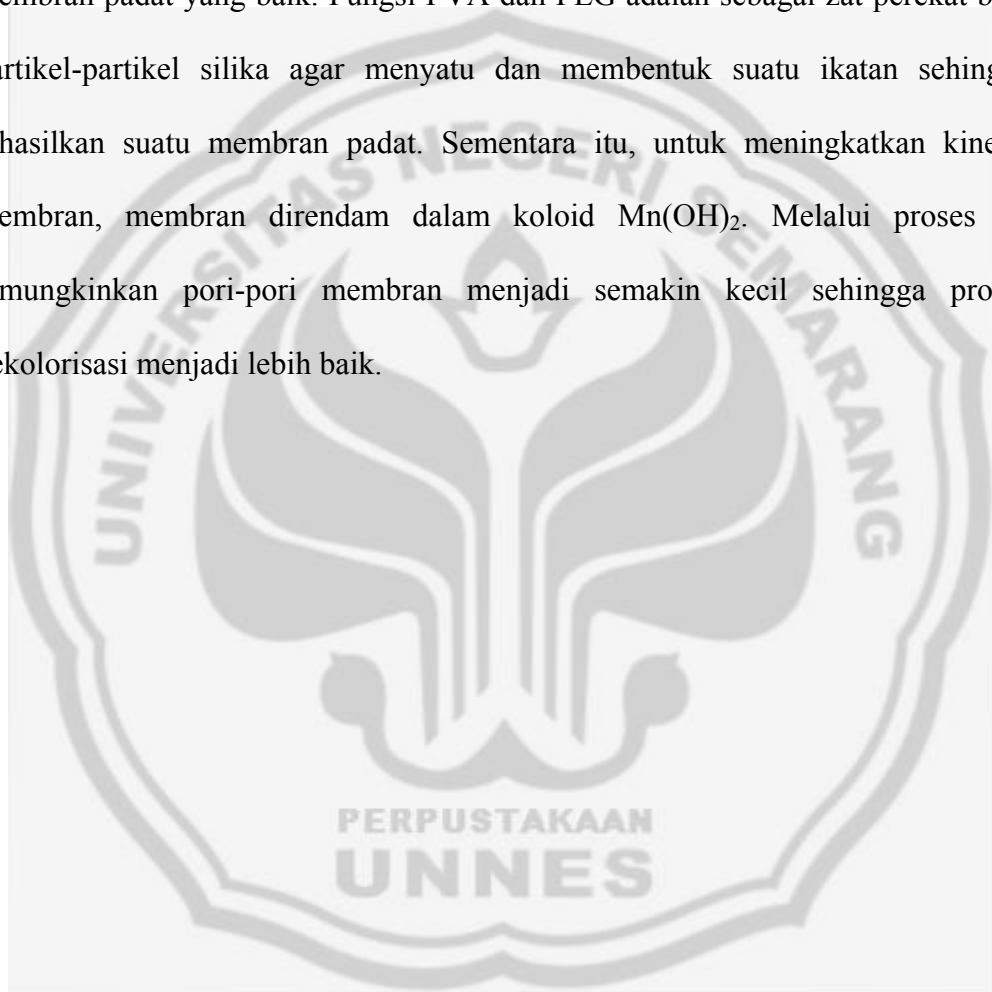 embran padat yang baik. Fungsi PVA dan PEG adalah sebagai zat perekat b
artikel-partikel silika agar menyatu dan membentuk suatu ikatan sehing
hasilkan suatu membran padat. Sementara itu, untuk meningkatkan kine
embran, membran direndam dalam koloid Mn(OH)₂. Melalui proses
mungkinkan pori-pori membran menjadi semakin kecil sehingga pro
ekolorisasi menjadi lebih baik.
UNIVERSITAS NEGERI SEMARANG
PERPUSTAKAAN
UNNES